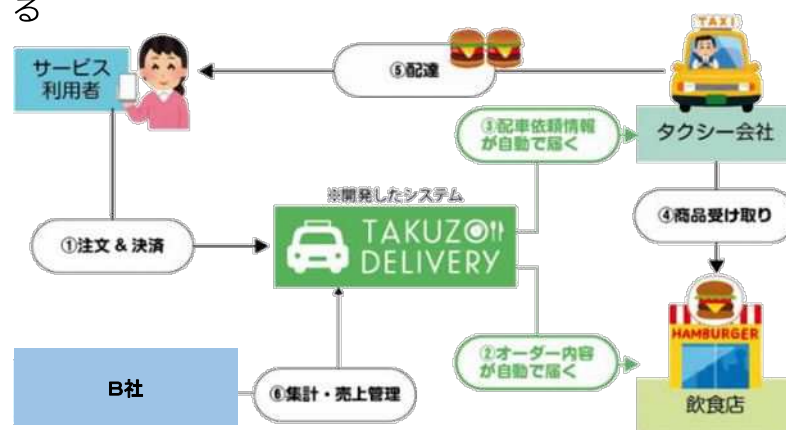 る
サービス
利用者
⑤配達
TAXI
タクシー会社
③配車依頼情報
が自動で届く
※開発したシステム
TAKUZO
DELIVERY
①注文 & 決済
④商品受け取り
HAMBURGER
飲食店
②オーダー内容
が自動で届く
B社
⑥集計・売上管理